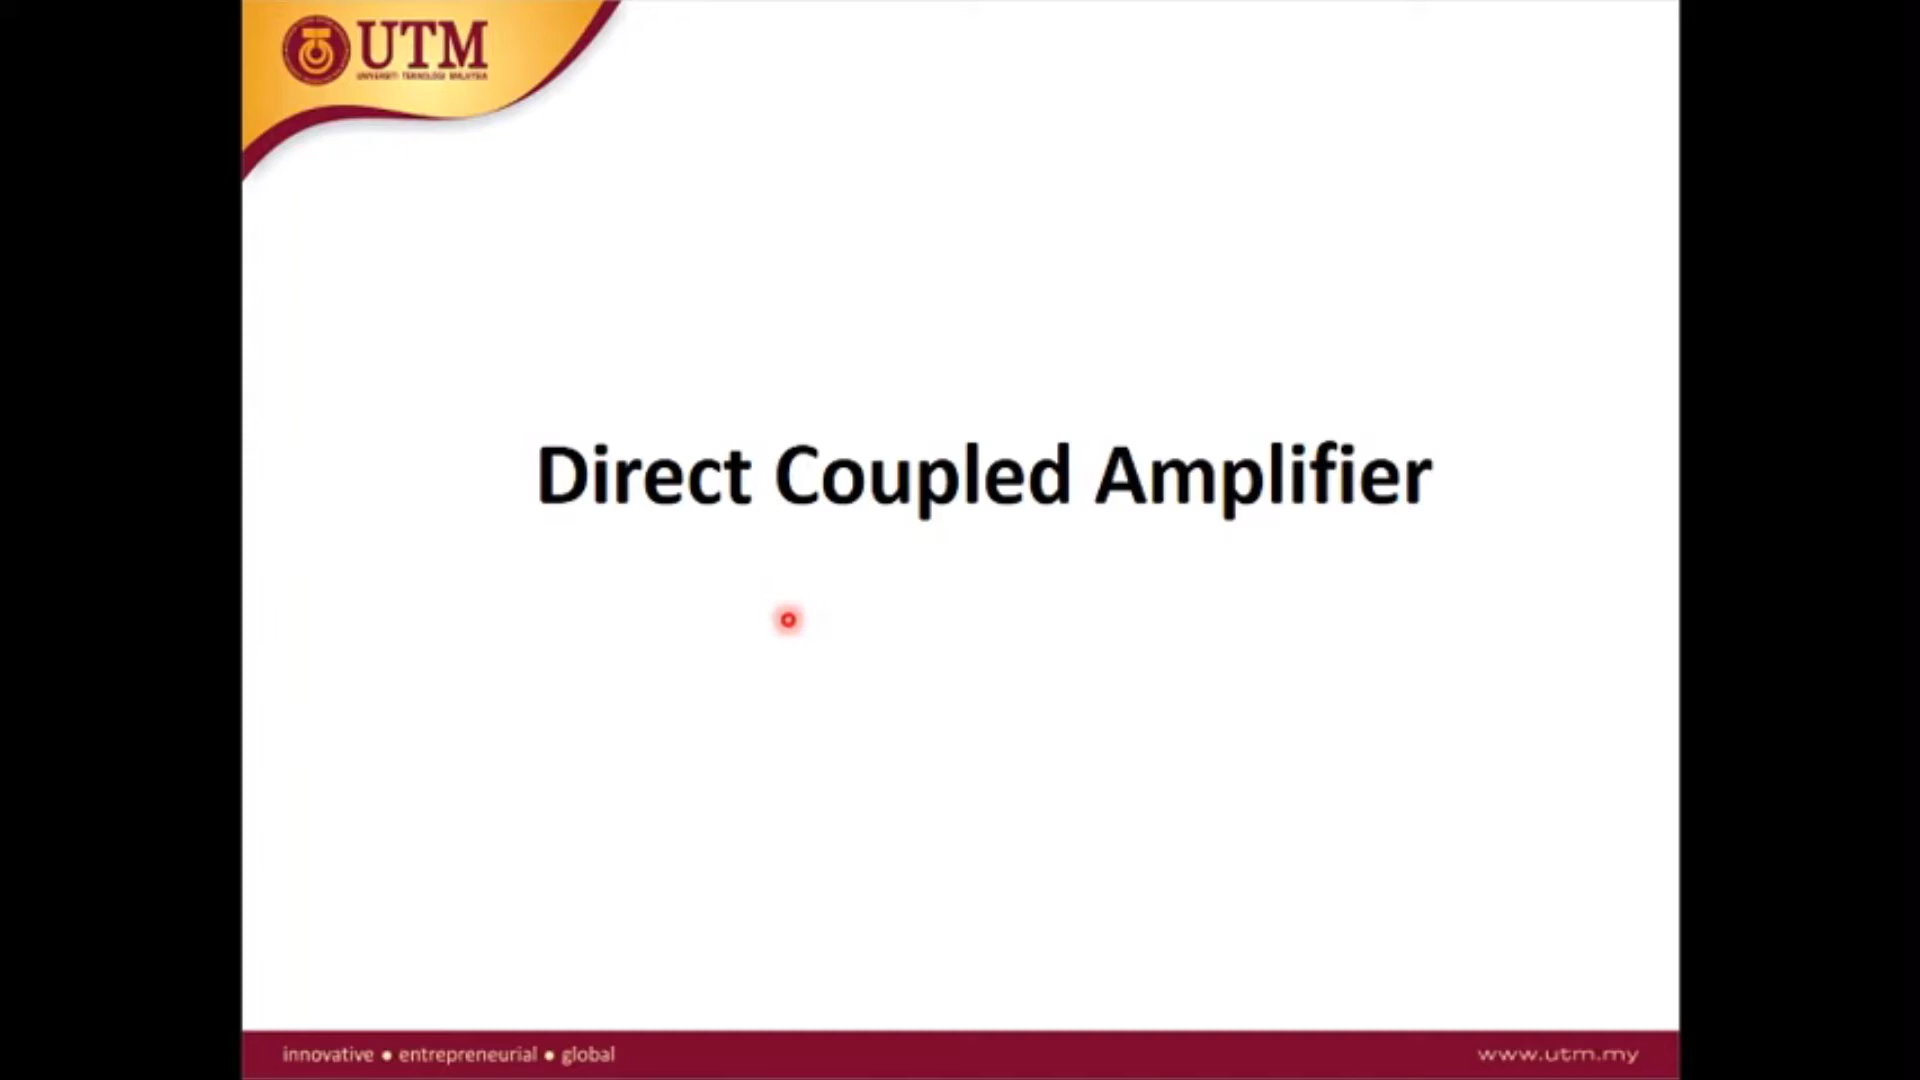 UTM
UNIVERSITI TEKNOLOGI MALAYSIA
Direct Coupled Amplifier
innovative ● entrepreneurial ● global
www.utm.my